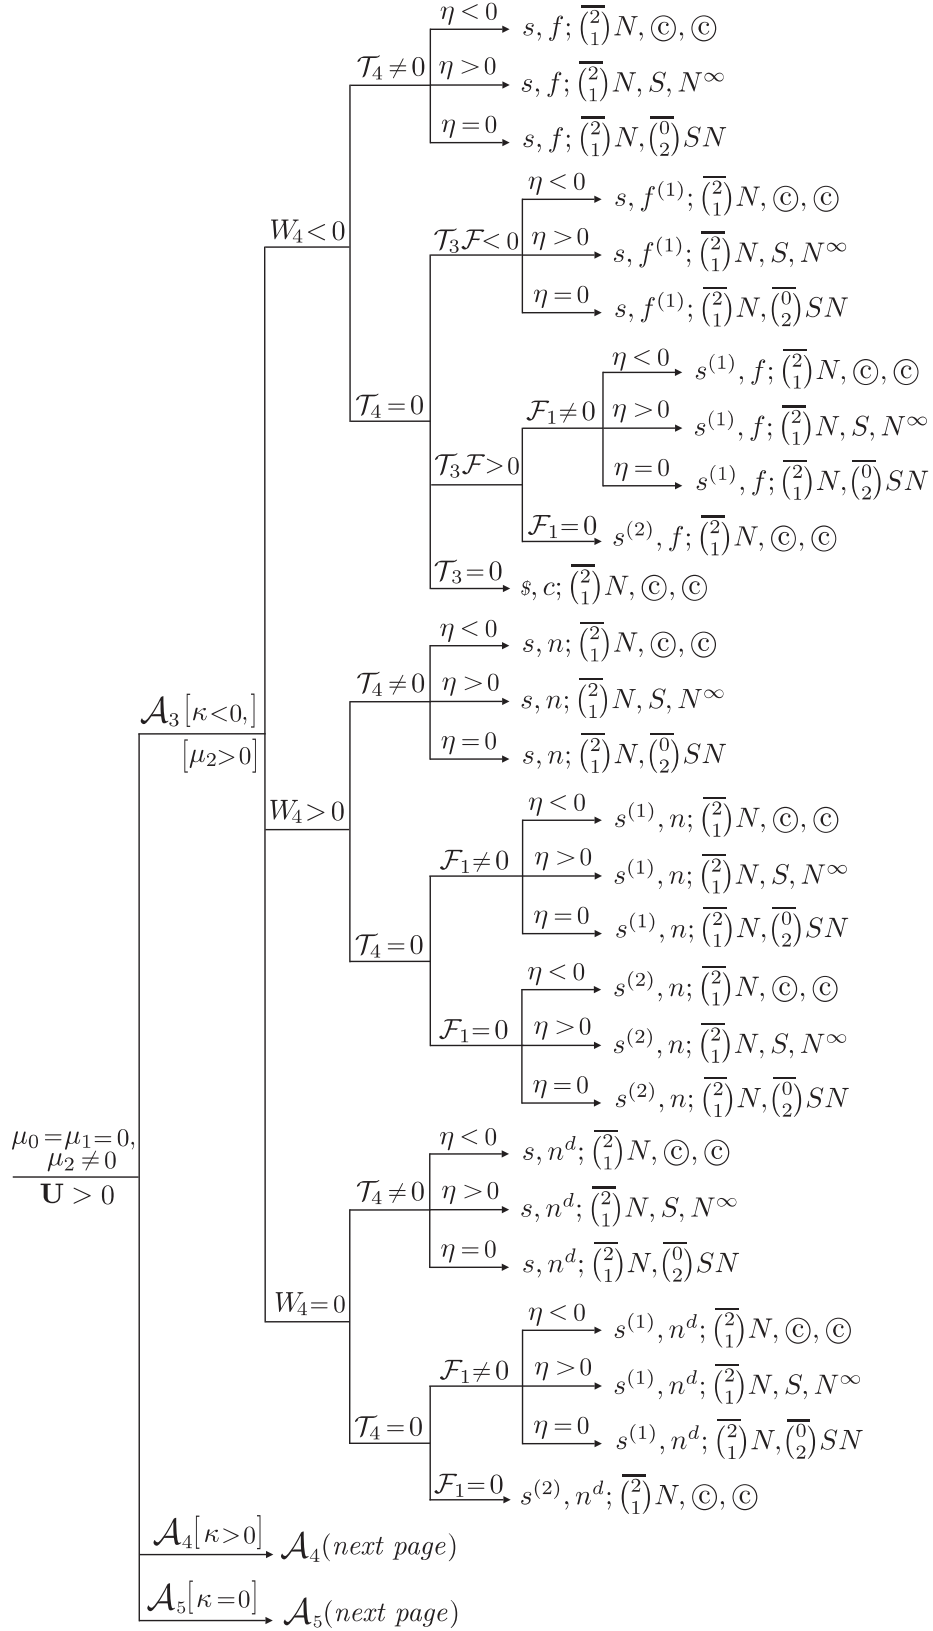 η<0 s, f; \overline{\binom{2}{1}}N, ©, ©
𝒯₄≠0 η>0 s, f; \overline{\binom{2}{1}}N, S, N^∞
η=0 s, f; \overline{\binom{2}{1}}N, \overline{\binom{0}{2}}SN
η<0 s, f^{(1)}; \overline{\binom{2}{1}}N, ©, ©
W₄<0 𝒯₃ℱ<0 η>0 s, f^{(1)}; \overline{\binom{2}{1}}N, S, N^∞
η=0 s, f^{(1)}; \overline{\binom{2}{1}}N, \overline{\binom{0}{2}}SN
η<0 s^{(1)}, f; \overline{\binom{2}{1}}N, ©, ©
𝒯₄=0 ℱ₁≠0 η>0 s^{(1)}, f; \overline{\binom{2}{1}}N, S, N^∞
𝒯₃ℱ>0 η=0 s^{(1)}, f; \overline{\binom{2}{1}}N, \overline{\binom{0}{2}}SN
ℱ₁=0 s^{(2)}, f; \overline{\binom{2}{1}}N, ©, ©
𝒯₃=0 $, c; \overline{\binom{2}{1}}N, ©, ©
η<0 s, n; \overline{\binom{2}{1}}N, ©, ©
𝒯₄≠0 η>0 s, n; \overline{\binom{2}{1}}N, S, N^∞
𝒜₃[κ<0,]
[μ₂>0]
η=0 s, n; \overline{\binom{2}{1}}N, \overline{\binom{0}{2}}SN
W₄>0 η<0 s^{(1)}, n; \overline{\binom{2}{1}}N, ©, ©
ℱ₁≠0 η>0 s^{(1)}, n; \overline{\binom{2}{1}}N, S, N^∞
η=0 s^{(1)}, n; \overline{\binom{2}{1}}N, \overline{\binom{0}{2}}SN
𝒯₄=0 η<0 s^{(2)}, n; \overline{\binom{2}{1}}N, ©, ©
ℱ₁=0 η>0 s^{(2)}, n; \overline{\binom{2}{1}}N, S, N^∞
η=0 s^{(2)}, n; \overline{\binom{2}{1}}N, \overline{\binom{0}{2}}SN
μ₀=μ₁=0,
μ₂≠0
U>0
η<0 s, n^d; \overline{\binom{2}{1}}N, ©, ©
𝒯₄≠0 η>0 s, n^d; \overline{\binom{2}{1}}N, S, N^∞
η=0 s, n^d; \overline{\binom{2}{1}}N, \overline{\binom{0}{2}}SN
W₄=0 η<0 s^{(1)}, n^d; \overline{\binom{2}{1}}N, ©, ©
ℱ₁≠0 η>0 s^{(1)}, n^d; \overline{\binom{2}{1}}N, S, N^∞
𝒯₄=0 η=0 s^{(1)}, n^d; \overline{\binom{2}{1}}N, \overline{\binom{0}{2}}SN
ℱ₁=0 s^{(2)}, n^d; \overline{\binom{2}{1}}N, ©, ©
𝒜₄[κ>0] 𝒜₄(next page)
𝒜₅[κ=0] 𝒜₅(next page)